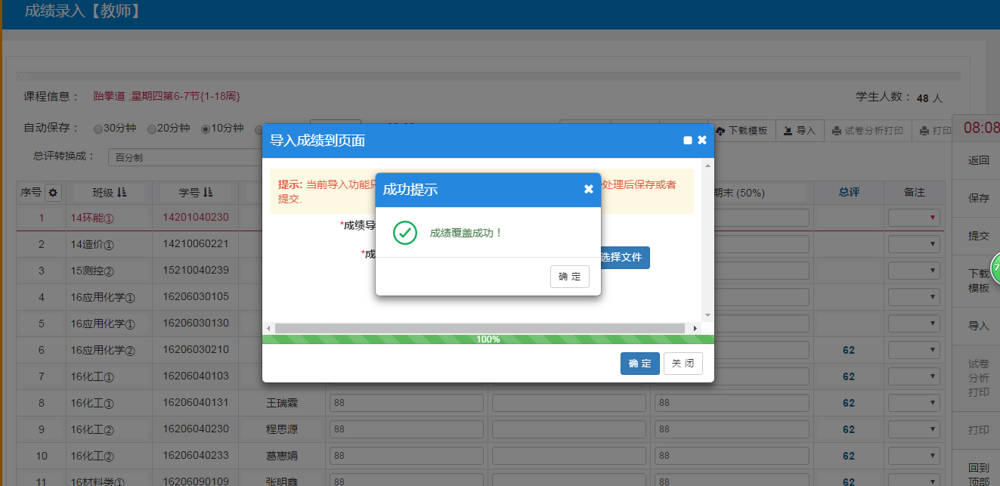 成绩录入【教师】
课程信息： 跆拳道 ;星期四第6-7节{1-18周} 学生人数： 48 人
自动保存： 30分钟 20分钟 10分钟 下载模板 导入 试卷分析打印 打印 08:08
总评转换成： 百分制
导入成绩到页面
提示: 当前导入功能 处理后保存或者
提交.
*成绩导
*成 选择文件
成功提示
成绩覆盖成功！
确 定
100%
确 定 关 闭
序号 班级 学号 期末 (50%) 总评 备注
1 14环能① 14201040230
2 14造价① 14210060221
3 15测控② 15210040239
4 16应用化学① 16206030105
5 16应用化学① 16206030130
6 16应用化学② 16206030210 62
7 16化工① 16206040103 62
8 16化工① 16206040131 王瑞霖 88 88 62
9 16化工② 16206040230 程思源 88 88 62
10 16化工② 16206040233 葛惠娟 88 88 62
11 16材料类① 16206090109 张明鑫 88 88 62
返回
保存
提交
下载
模板
7
导入
试卷
分析
打印
打印
回到
顶部